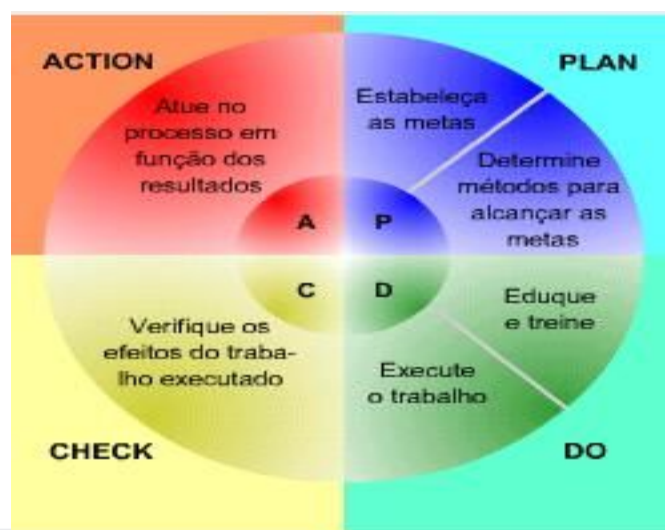 ACTION
PLAN
Atue no
processo em
função dos
resultados
Estabeleça
as metas
Determine
métodos para
alcançar as
metas
A
P
C
D
Verifique os
efeitos do traba-
lho executado
Eduque
e treine
Execute
o trabalho
CHECK
DO